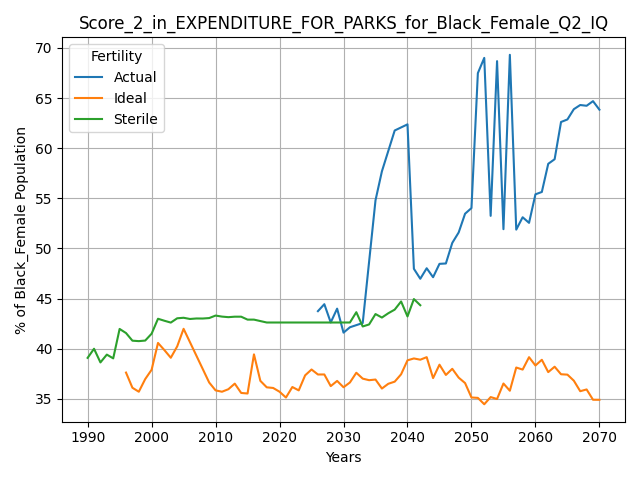 Score_2_in_EXPENDITURE_FOR_PARKS_for_Black_Female_Q2_IQ
Fertility
Actual
Ideal
Sterile
% of Black_Female Population
70
65
60
55
50
45
40
35
1990 2000 2010 2020 2030 2040 2050 2060 2070
Years